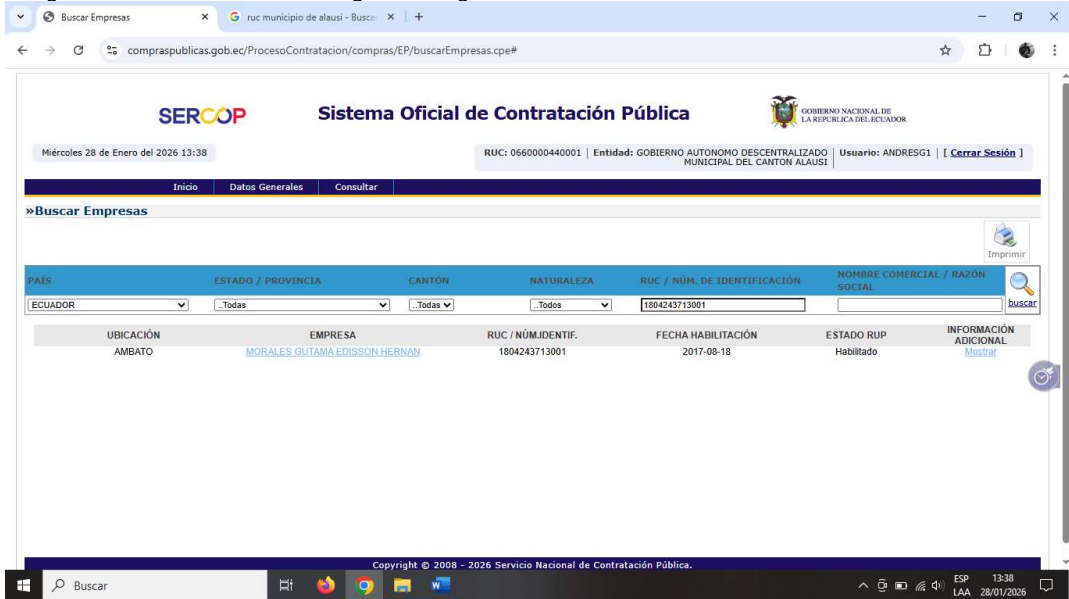 Buscar Empresas
ruc municipio de alausi - Busca
compraspublicas.gob.ec/ProcesoContratacion/compras/EP/buscarEmpresas.cpe#
SERCOP
Sistema Oficial de Contratación Pública
GOBIERNO NACIONAL DE
LA REPUBLICA DEL ECUADOR
Miércoles 28 de Enero del 2026 13:38
RUC: 0660000440001 | Entidad: GOBIERNO AUTONOMO DESCENTRALIZADO | Usuario: ANDRESG1 | [ Cerrar Sesión ]
MUNICIPAL DEL CANTON ALAUSI
Inicio Datos Generales Consultar
»Buscar Empresas
Imprimir
PAÍS ESTADO / PROVINCIA CANTÓN NATURALEZA RUC / NÚM. DE IDENTIFICACIÓN NOMBRE COMERCIAL / RAZÓN SOCIAL
ECUADOR ..Todas ..Todas ..Todos 1804243713001 buscar
UBICACIÓN EMPRESA RUC / NÚM.IDENTIF. FECHA HABILITACIÓN ESTADO RUP INFORMACIÓN ADICIONAL
AMBATO MORALES GUTAMA EDISSON HERNAN 1804243713001 2017-08-18 Habilitado Mostrar
Copyright © 2008 - 2026 Servicio Nacional de Contratación Pública.
Buscar
ESP 13:38
LAA 28/01/2026